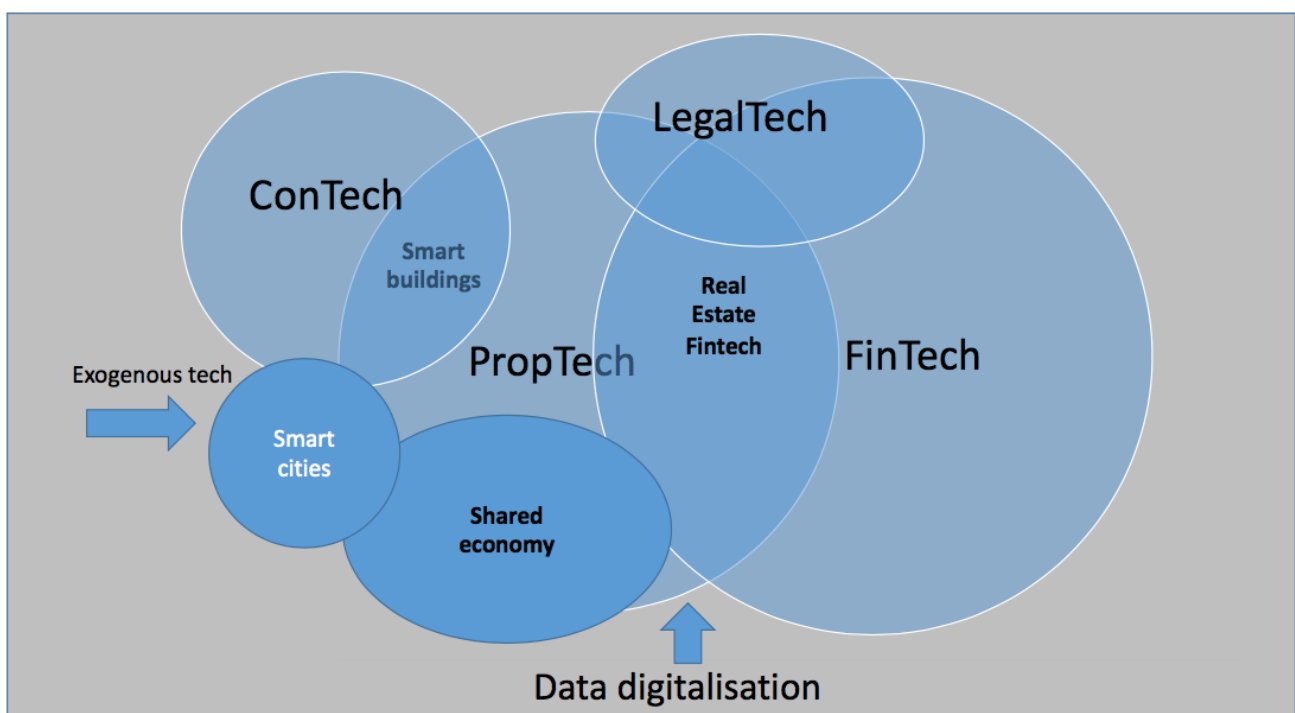 LegalTech
ConTech
Smart
buildings
Real
Estate
Fintech
PropTech
FinTech
Exogenous tech
Smart
cities
Shared
economy
Data digitalisation